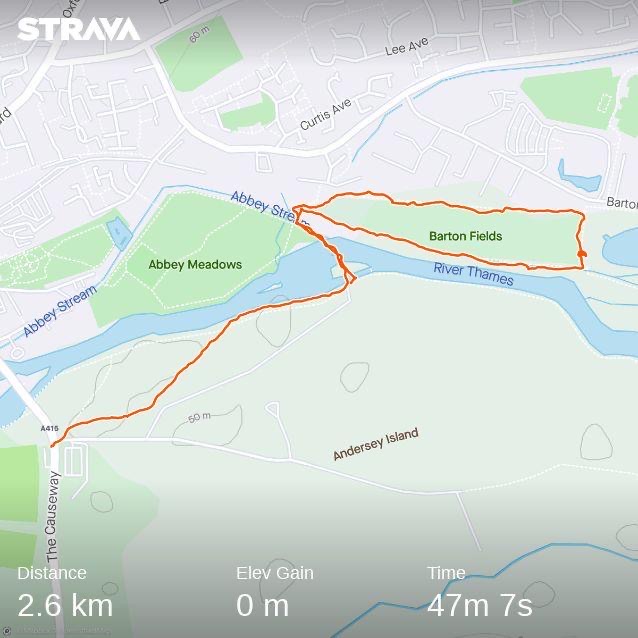 STRAVA
Oxfo
60 m
Lee Ave
Curtis Ave
Abbey Stream
Barton
Barton Fields
Abbey Meadows
River Thames
Abbey Stream
A415
50 m
Andersey Island
The Causeway
Distance
Elev Gain
Time
2.6 km
0 m
47m 7s